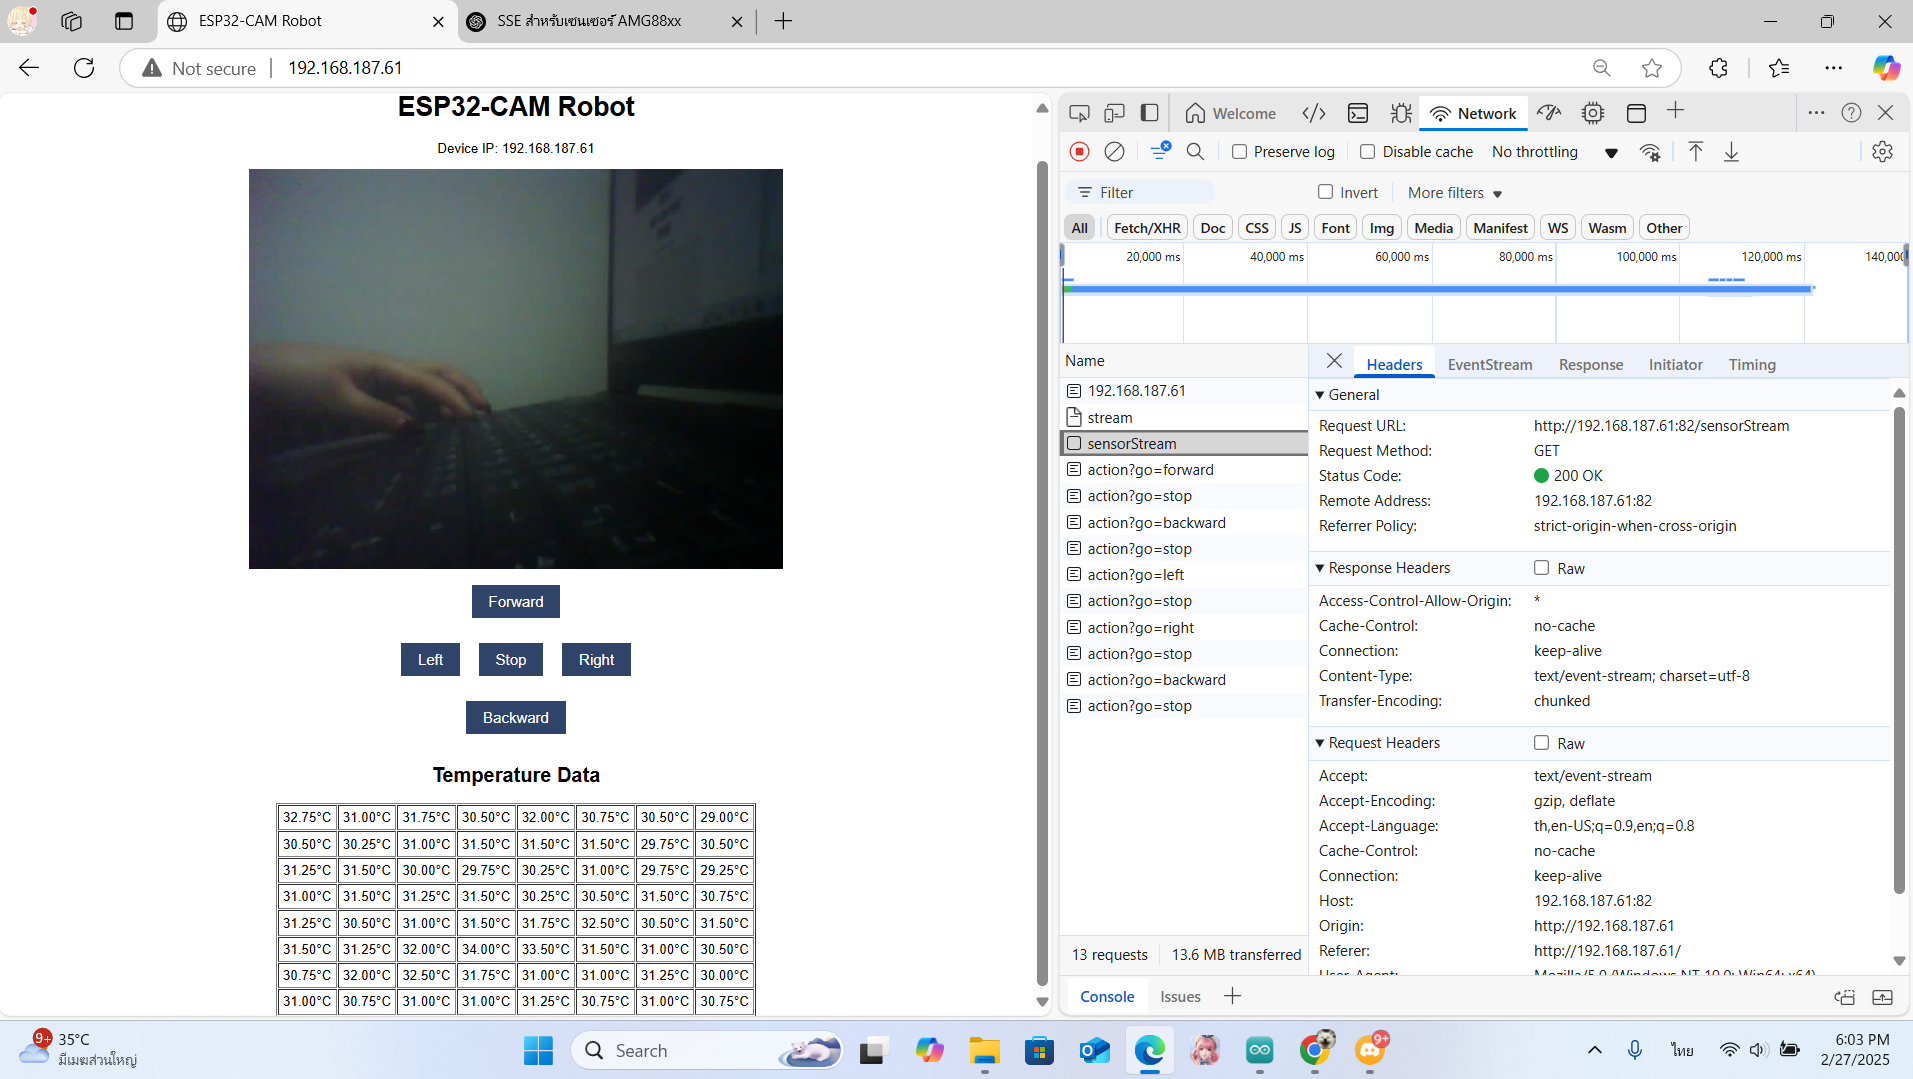 ESP32-CAM Robot
SSE สำหรับเซนเซอร์ AMG88xx
Not secure
192.168.187.61
ESP32-CAM Robot
Device IP: 192.168.187.61
Forward
Left Stop Right
Backward
Temperature Data
32.75°C 31.00°C 31.75°C 30.50°C 32.00°C 30.75°C 30.50°C 29.00°C
30.50°C 30.25°C 31.00°C 31.50°C 31.50°C 31.50°C 29.75°C 30.50°C
31.25°C 31.50°C 30.00°C 29.75°C 30.25°C 31.00°C 29.75°C 29.25°C
31.00°C 31.50°C 31.25°C 31.50°C 30.25°C 30.50°C 31.50°C 30.75°C
31.25°C 30.50°C 31.00°C 31.50°C 31.75°C 32.50°C 30.50°C 31.50°C
31.50°C 31.25°C 32.00°C 34.00°C 33.50°C 31.50°C 31.00°C 30.50°C
30.75°C 32.00°C 32.50°C 31.75°C 31.00°C 31.00°C 31.25°C 30.00°C
31.00°C 30.75°C 31.00°C 31.00°C 31.25°C 30.75°C 31.00°C 30.75°C
Welcome Network
Preserve log Disable cache No throttling
Filter Invert More filters
All Fetch/XHR Doc CSS JS Font Img Media Manifest WS Wasm Other
20,000 ms 40,000 ms 60,000 ms 80,000 ms 100,000 ms 120,000 ms 140,000
Name
192.168.187.61
stream
sensorStream
action?go=forward
action?go=stop
action?go=backward
action?go=stop
action?go=left
action?go=stop
action?go=right
action?go=stop
action?go=backward
action?go=stop
13 requests 13.6 MB transferred
Headers EventStream Response Initiator Timing
General
Request URL: http://192.168.187.61:82/sensorStream
Request Method: GET
Status Code: 200 OK
Remote Address: 192.168.187.61:82
Referrer Policy: strict-origin-when-cross-origin
Response Headers Raw
Access-Control-Allow-Origin: *
Cache-Control: no-cache
Connection: keep-alive
Content-Type: text/event-stream; charset=utf-8
Transfer-Encoding: chunked
Request Headers Raw
Accept: text/event-stream
Accept-Encoding: gzip, deflate
Accept-Language: th,en-US;q=0.9,en;q=0.8
Cache-Control: no-cache
Connection: keep-alive
Host: 192.168.187.61:82
Origin: http://192.168.187.61
Referer: http://192.168.187.61/
User-Agent: Mozilla/5.0 (Windows NT 10.0; Win64; x64)
Console Issues
9+
35°C
มีเมฆส่วนใหญ่
Search
9+
ไทย
6:03 PM
2/27/2025